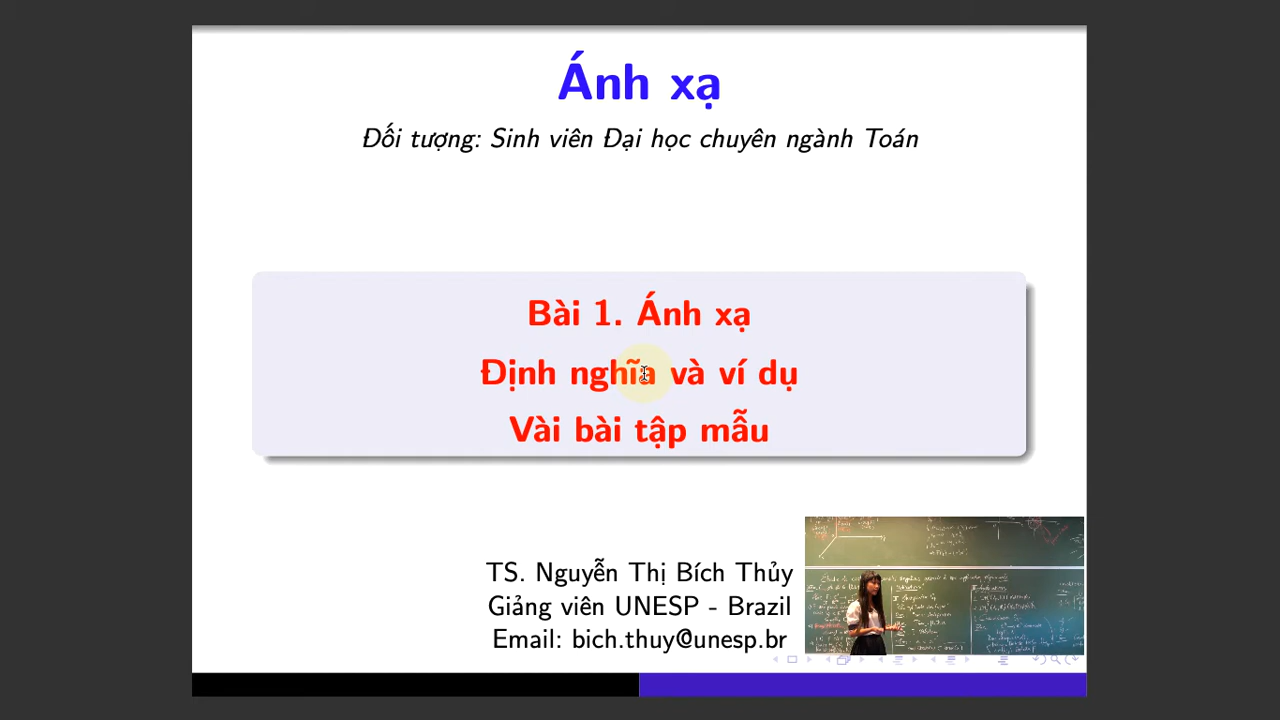 Ánh xạ
Đối tượng: Sinh viên Đại học chuyên ngành Toán
Bài 1. Ánh xạ
Định nghĩa và ví dụ
Vài bài tập mẫu
TS. Nguyễn Thị Bích Thủy
Giảng viên UNESP - Brazil
Email: bich.thuy@unesp.br